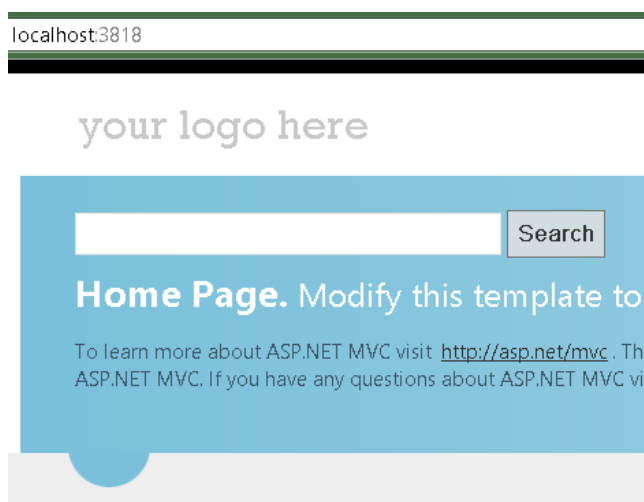 localhost:3818
your logo here
Search
Home Page. Modify this template to
To learn more about ASP.NET MVC visit http://asp.net/mvc . Th
ASP.NET MVC. If you have any questions about ASP.NET MVC vi